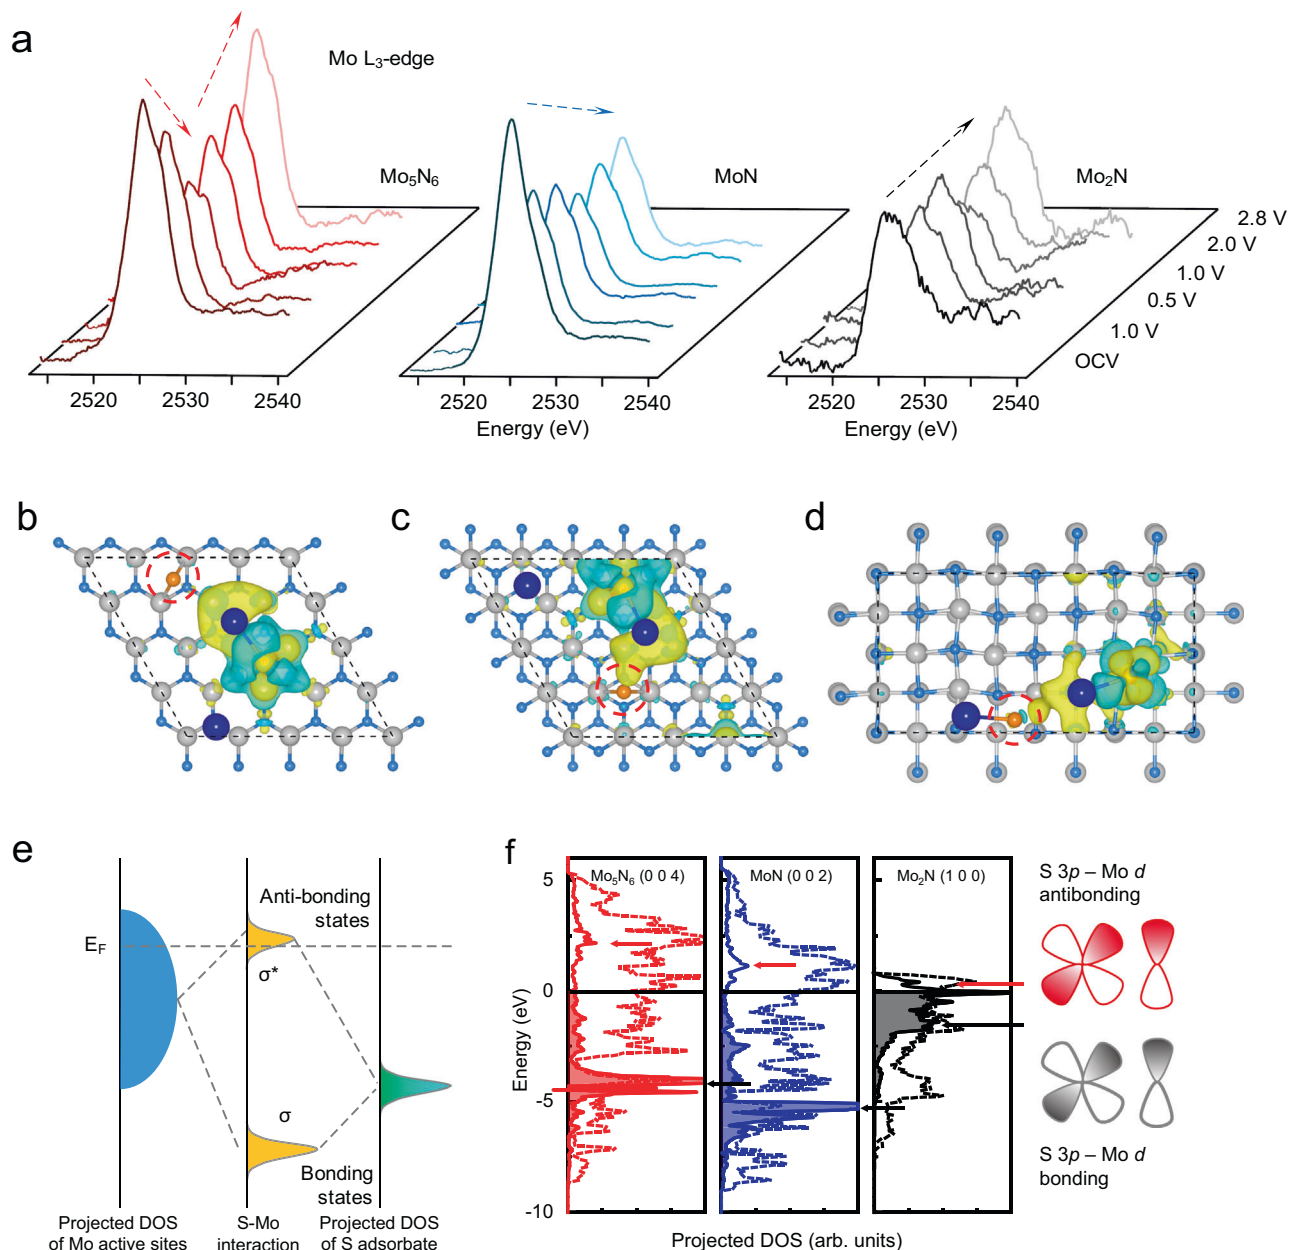 a
Mo L₃-edge
Mo₅N₆
MoN
Mo₂N
2.8 V
2.0 V
1.0 V
0.5 V
1.0 V
OCV
2520 2530 2540
2520 2530 2540
2520 2530 2540
Energy (eV)
Energy (eV)
b
c
d
e
Anti-bonding
states
E_F
σ*
σ
Bonding
states
Projected DOS
of Mo active sites
S-Mo
interaction
Projected DOS
of S adsorbate
f
Mo₅N₆ (0 0 4)
MoN (0 0 2)
Mo₂N (1 0 0)
5
0
-5
-10
Energy (eV)
Projected DOS (arb. units)
S 3p – Mo d
antibonding
S 3p – Mo d
bonding